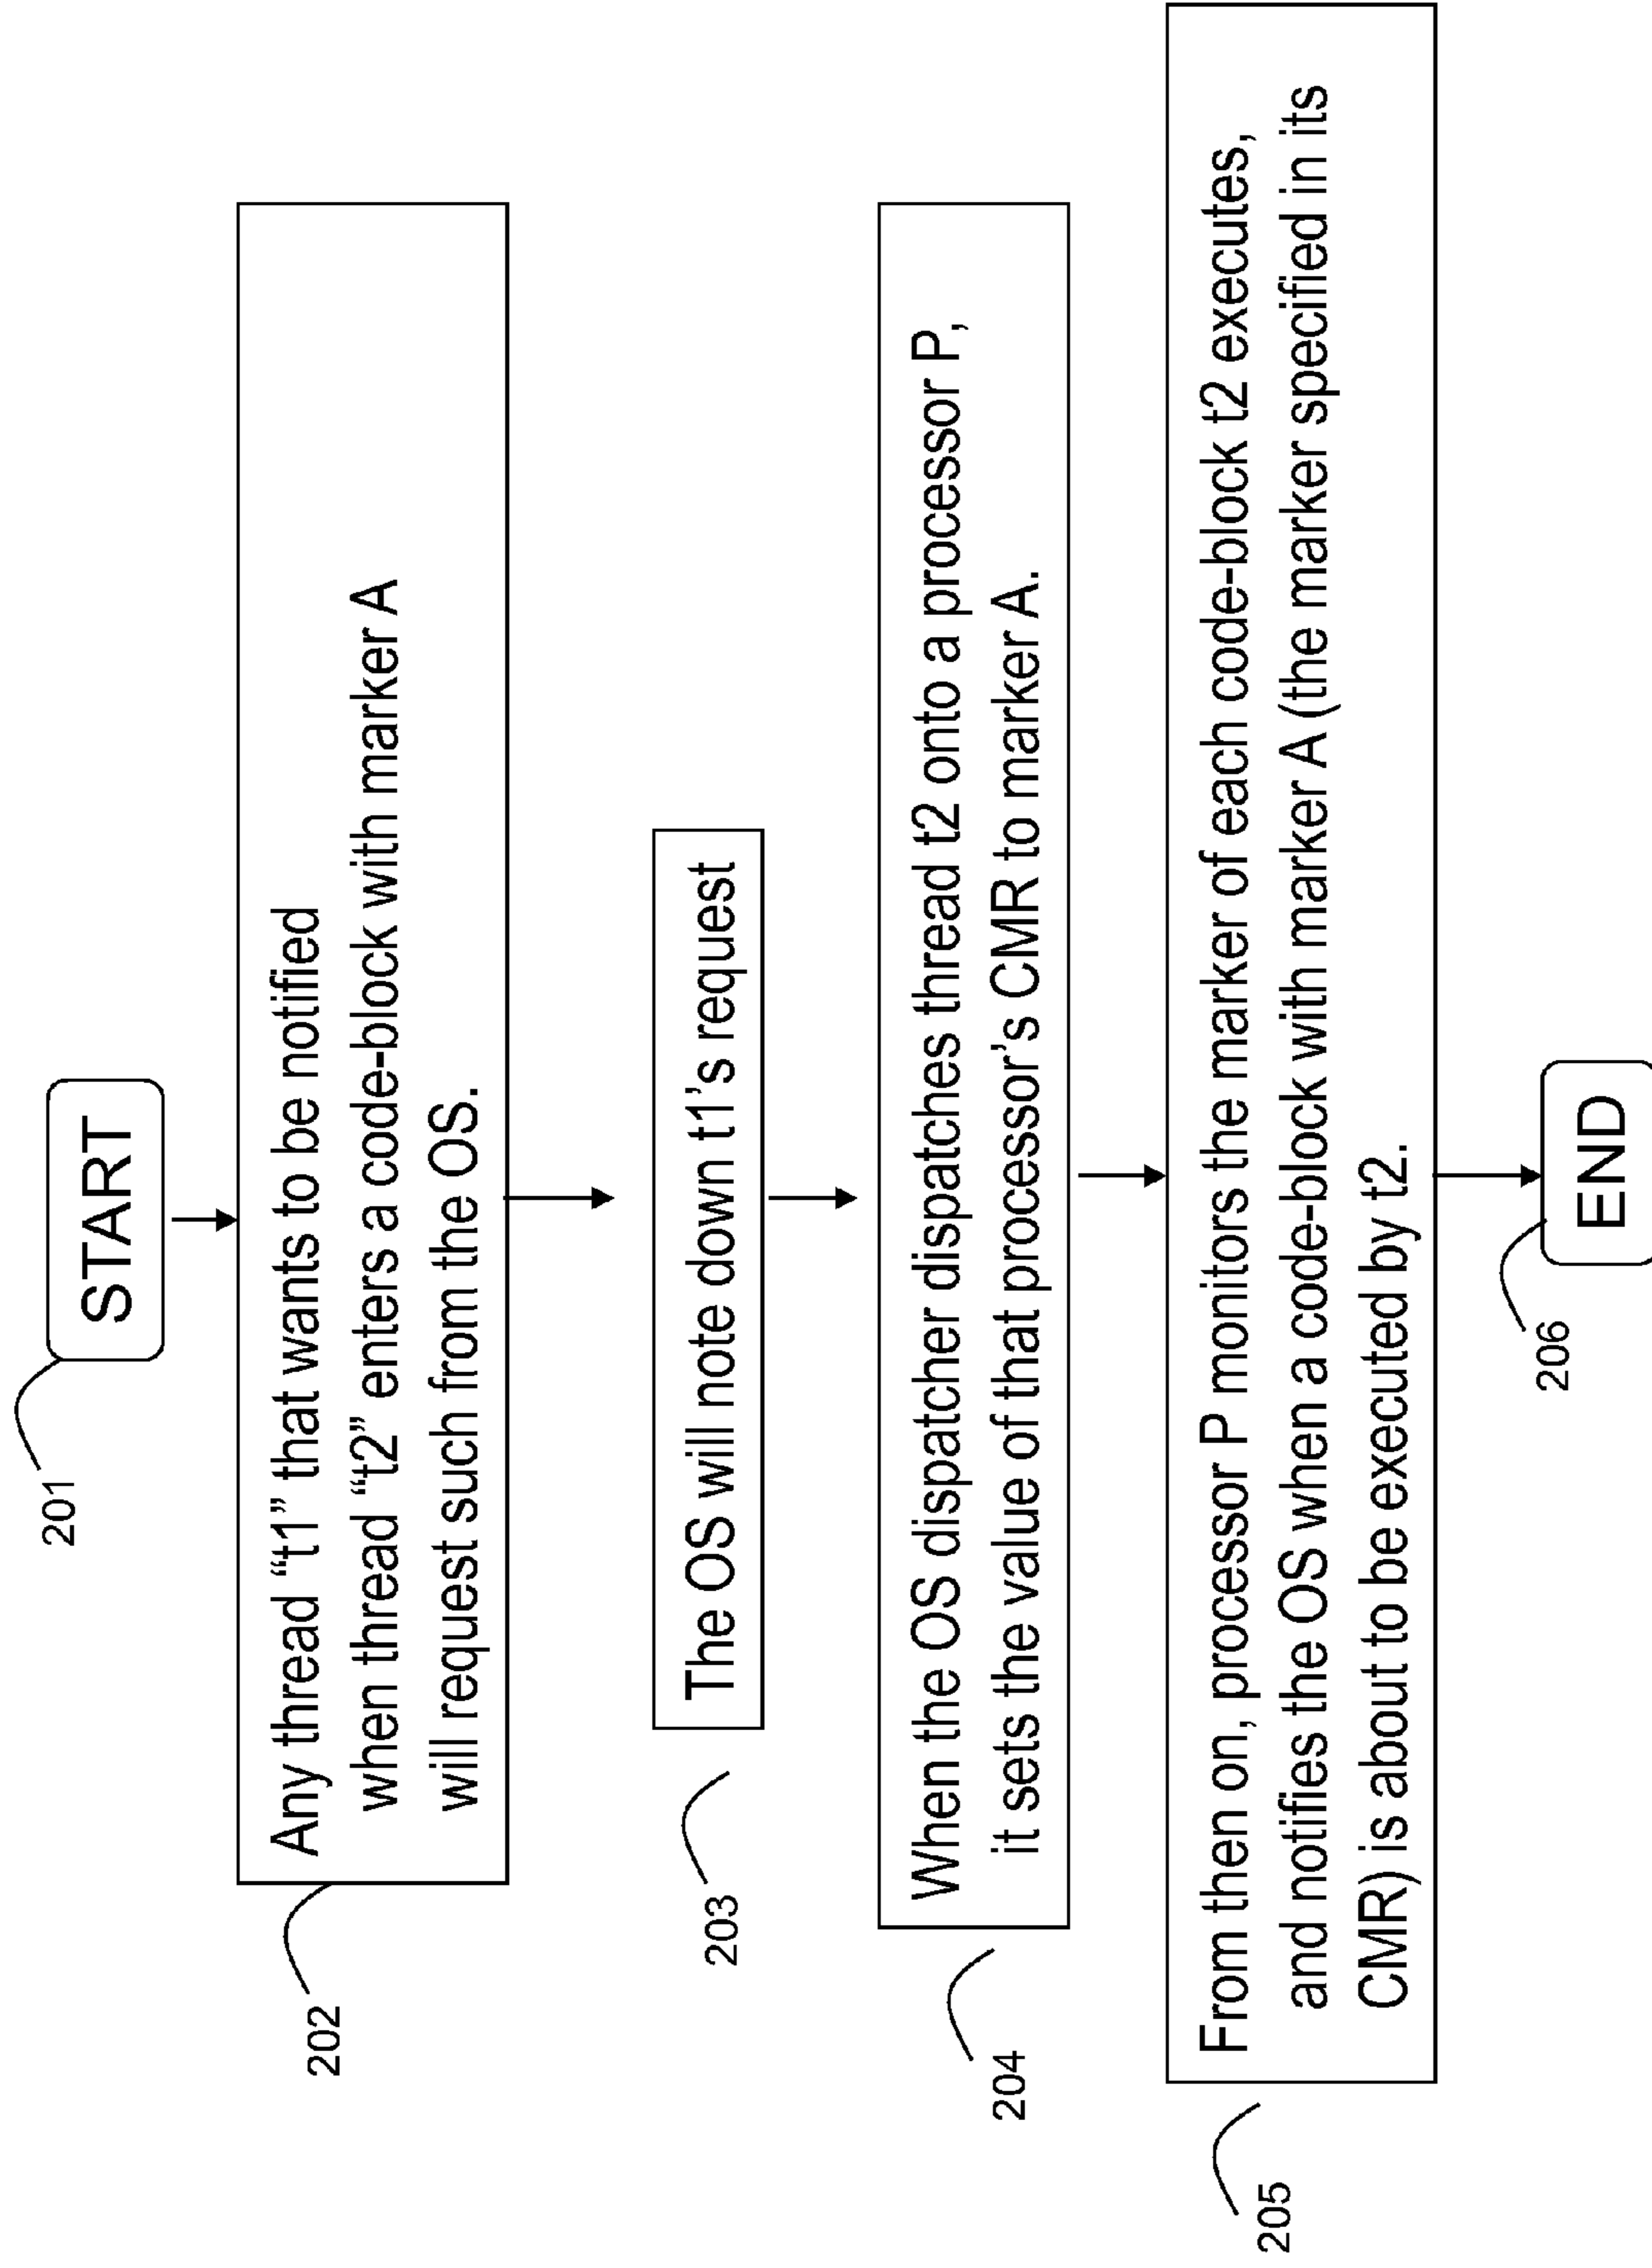 201
START
202
Any thread “t1” that wants to be notified
when thread “t2” enters a code-block with marker A
will request such from the OS.
203
The OS will note down t1’s request
204
When the OS dispatcher dispatches thread t2 onto a processor P,
it sets the value of that processor’s CMR to marker A.
205
From then on, processor P monitors the marker of each code-block t2 executes,
and notifies the OS when a code-block with marker A (the marker specified in its
CMR) is about to be executed by t2.
206
END